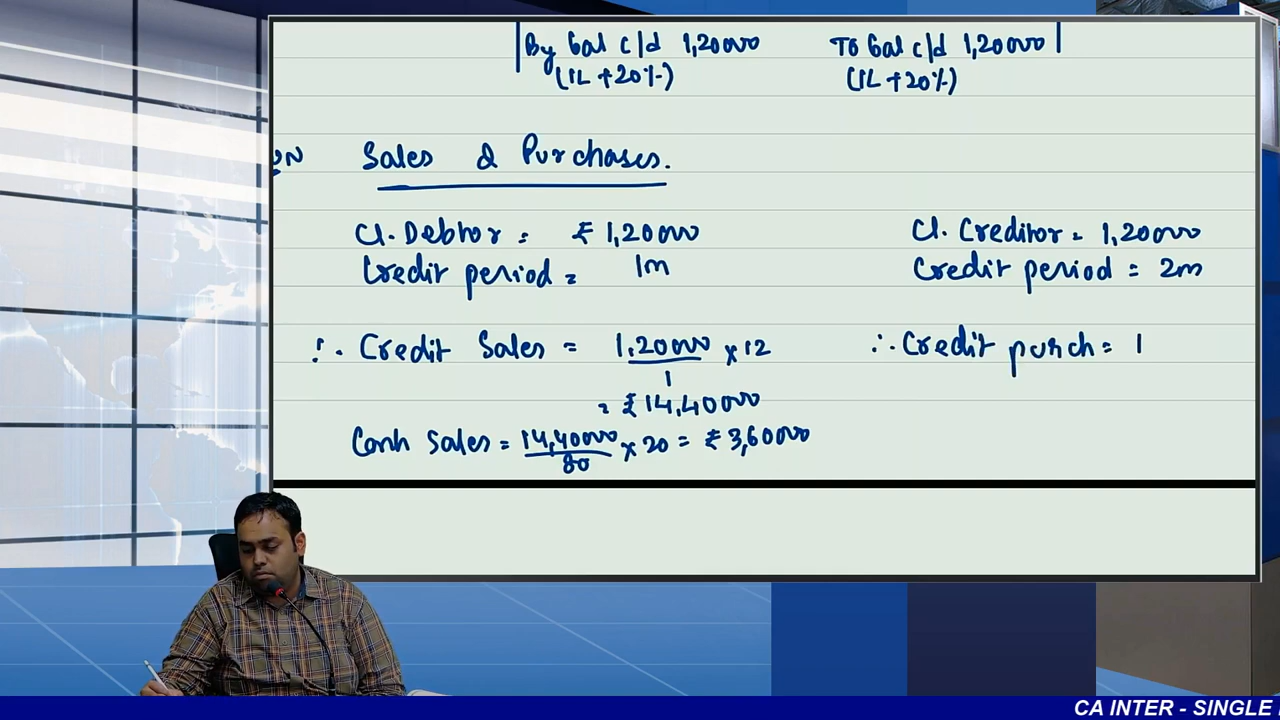 By bal c/d 1,20000 To bal c/d 1,20000
(1L +20%) (1L +20%)
ON Sales & Purchases.
Cl. Debtor = ₹ 1,20000 Cl. Creditor = 1,20000
Credit period = 1m Credit period = 2m
∴ Credit Sales = 1,20000 x 12 ∴ Credit purch = 1
1
= ₹14,40000
Cash Sales = 14,40000 x 20 = ₹3,60000
80
CA INTER - SINGLE